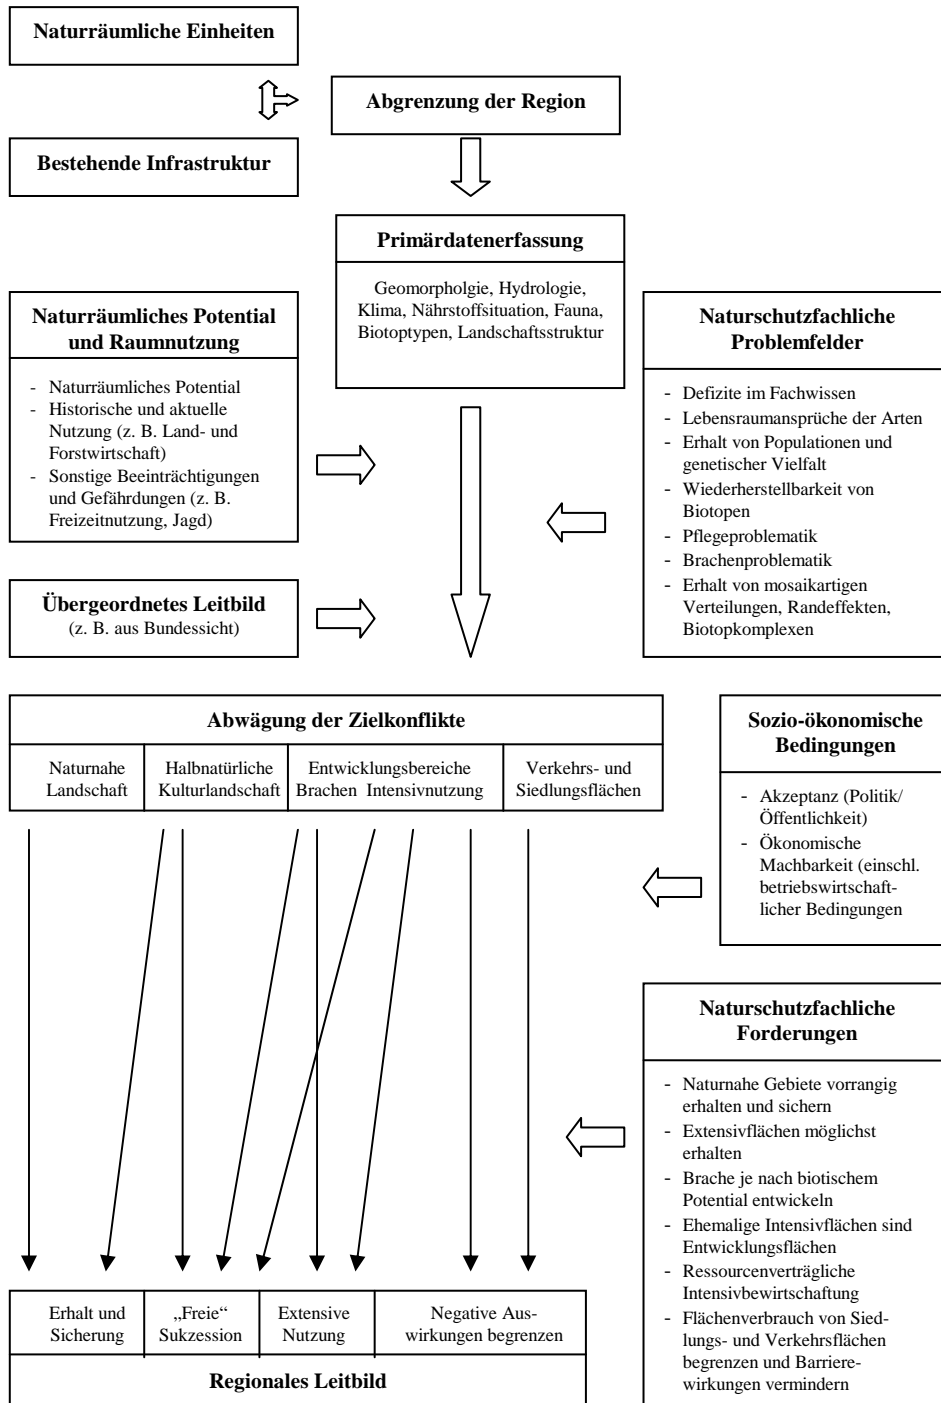 Naturräumliche Einheiten
Abgrenzung der Region
Bestehende Infrastruktur
Primärdatenerfassung
Geomorpholgie, Hydrologie,
Klima, Nährstoffsituation, Fauna,
Biotoptypen, Landschaftsstruktur
Naturräumliches Potential
und Raumnutzung
- Naturräumliches Potential
- Historische und aktuelle
Nutzung (z. B. Land- und
Forstwirtschaft)
- Sonstige Beeinträchtigungen
und Gefährdungen (z. B.
Freizeitnutzung, Jagd)
Naturschutzfachliche
Problemfelder
- Defizite im Fachwissen
- Lebensraumansprüche der Arten
- Erhalt von Populationen und
genetischer Vielfalt
- Wiederherstellbarkeit von
Biotopen
- Pflegeproblematik
- Brachenproblematik
- Erhalt von mosaikartigen
Verteilungen, Randeffekten,
Biotopkomplexen
Übergeordnetes Leitbild
(z. B. aus Bundessicht)
Abwägung der Zielkonflikte
Naturnahe
Landschaft
Halbnatürliche
Kulturlandschaft
Entwicklungsbereiche
Brachen Intensivnutzung
Verkehrs- und
Siedlungsflächen
Sozio-ökonomische
Bedingungen
- Akzeptanz (Politik/
Öffentlichkeit)
- Ökonomische
Machbarkeit (einschl.
betriebswirtschaft-
licher Bedingungen
Naturschutzfachliche
Forderungen
- Naturnahe Gebiete vorrangig
erhalten und sichern
- Extensivflächen möglichst
erhalten
- Brache je nach biotischem
Potential entwickeln
- Ehemalige Intensivflächen sind
Entwicklungsflächen
- Ressourcenverträgliche
Intensivbewirtschaftung
- Flächenverbrauch von Sied-
lungs- und Verkehrsflächen
begrenzen und Barriere-
wirkungen vermindern
Erhalt und
Sicherung
„Freie“
Sukzession
Extensive
Nutzung
Negative Aus-
wirkungen begrenzen
Regionales Leitbild